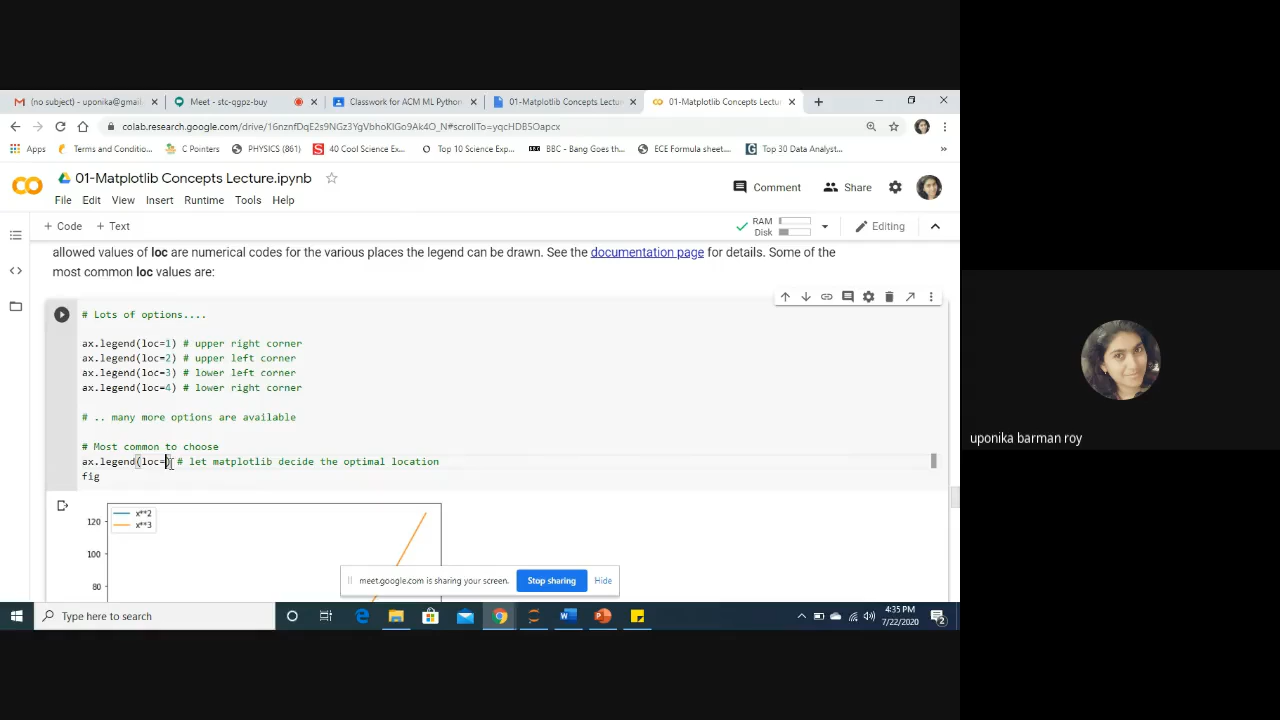 (no subject) - uponika@gmail
Meet - stc-qgpz-buy
Classwork for ACM ML Python
01-Matplotlib Concepts Lectu
01-Matplotlib Concepts Lectu
colab.research.google.com/drive/16nznfDqE2s9NGz3YgVbhoKIGo9Ak4O_N#scrollTo=yqcHDBSOapcx
Apps
Terms and Conditio...
C Pointers
PHYSICS (861)
40 Cool Science Ex...
Top 10 Science Exp...
BBC - Bang Goes th...
ECE Formula sheet....
Top 30 Data Analyst...
01-Matplotlib Concepts Lecture.ipynb
Comment
Share
File Edit View Insert Runtime Tools Help
+ Code + Text
RAM
Disk
Editing
allowed values of loc are numerical codes for the various places the legend can be drawn. See the documentation page for details. Some of the
most common loc values are:
# Lots of options....
ax.legend(loc=1) # upper right corner
ax.legend(loc=2) # upper left corner
ax.legend(loc=3) # lower left corner
ax.legend(loc=4) # lower right corner
# .. many more options are available
# Most common to choose
ax.legend(loc=) # let matplotlib decide the optimal location
fig
x**2
x**3
120
100
80
meet.google.com is sharing your screen.
Stop sharing
Hide
uponika barman roy
Type here to search
4:35 PM
7/22/2020
2